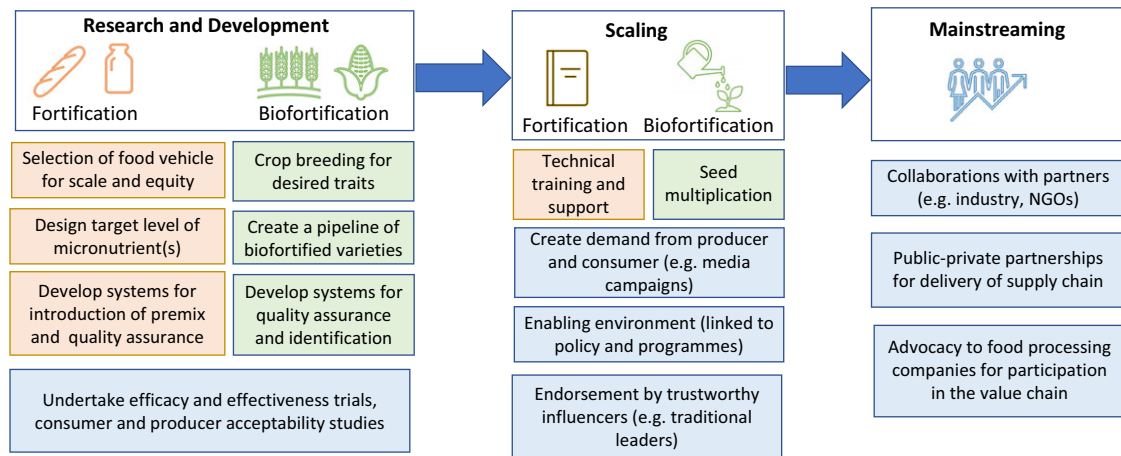 Research and Development
Fortification
Biofortification
Selection of food vehicle
for scale and equity
Crop breeding for
desired traits
Design target level of
micronutrient(s)
Create a pipeline of
biofortified varieties
Develop systems for
introduction of premix
and quality assurance
Develop systems for
quality assurance
and identification
Undertake efficacy and effectiveness trials,
consumer and producer acceptability studies
Scaling
Fortification
Biofortification
Technical
training and
support
Seed
multiplication
Create demand from producer
and consumer (e.g. media
campaigns)
Enabling environment (linked to
policy and programmes)
Endorsement by trustworthy
influencers (e.g. traditional
leaders)
Mainstreaming
Collaborations with partners
(e.g. industry, NGOs)
Public-private partnerships
for delivery of supply chain
Advocacy to food processing
companies for participation
in the value chain